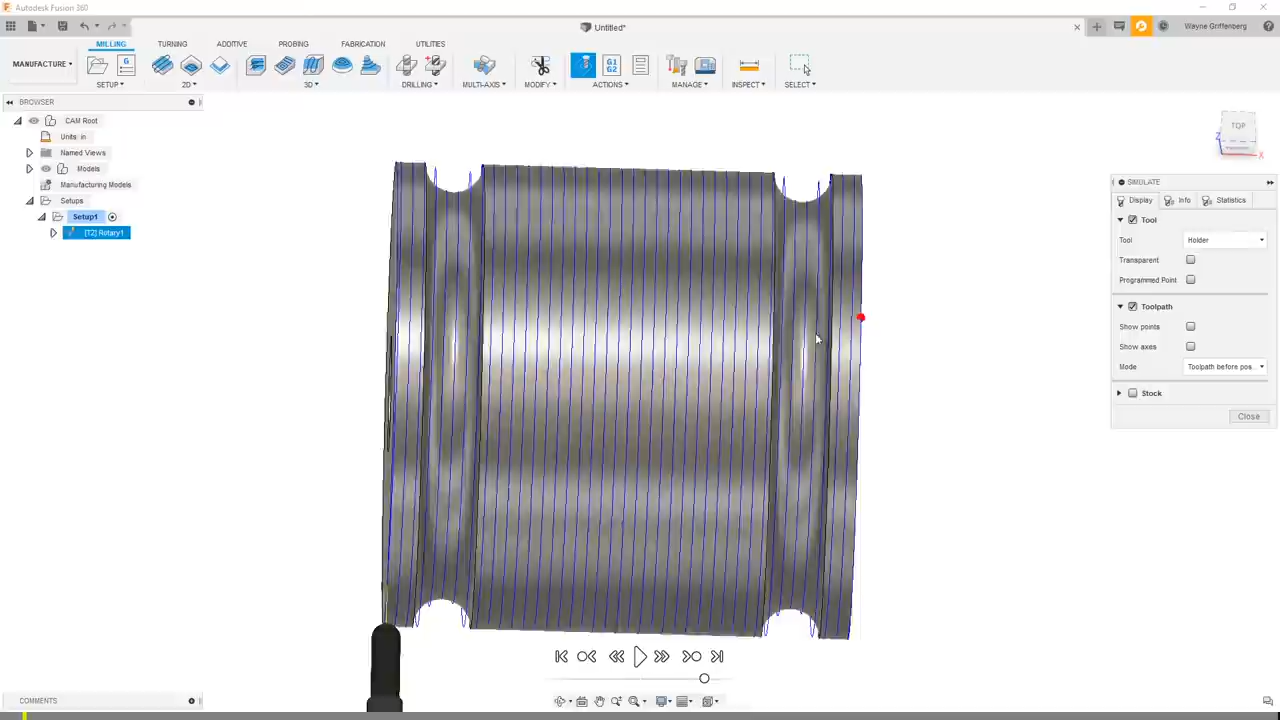 Autodesk Fusion 360
Untitled*
Wayne Griffenberg
MILLING
TURNING
ADDITIVE
PROBING
FABRICATION
UTILITIES
MANUFACTURE
G
G1
G2
SETUP
2D
3D
DRILLING
MULTI-AXIS
MODIFY
ACTIONS
MANAGE
INSPECT
SELECT
BROWSER
CAM Root
Units: in
Named Views
Models
Manufacturing Models
Setups
Setup1
[T2] Rotary1
TOP
Z
X
SIMULATE
Display
Info
Statistics
Tool
Tool
Holder
Transparent
Programmed Point
Toolpath
Show points
Show axes
Mode
Toolpath before pos...
Stock
Close
COMMENTS